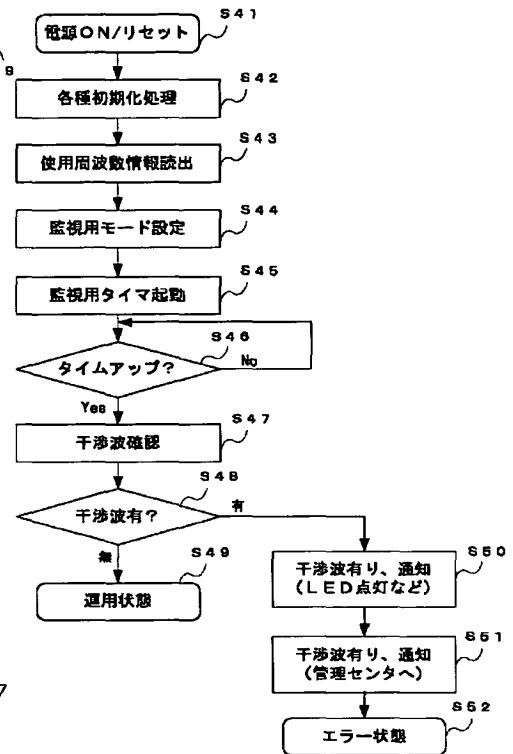 S41
電源ON/リセット
9
S42
各種初期化処理
S43
使用周波数情報読出
S44
監視用モード設定
S45
監視用タイマ起動
S46
タイムアップ?
No
Yes
S47
干渉波確認
S48
干渉波有?
有
無
S49
運用状態
S50
干渉波有り、通知
(LED点灯など)
S51
干渉波有り、通知
(管理センタへ)
7
S52
エラー状態